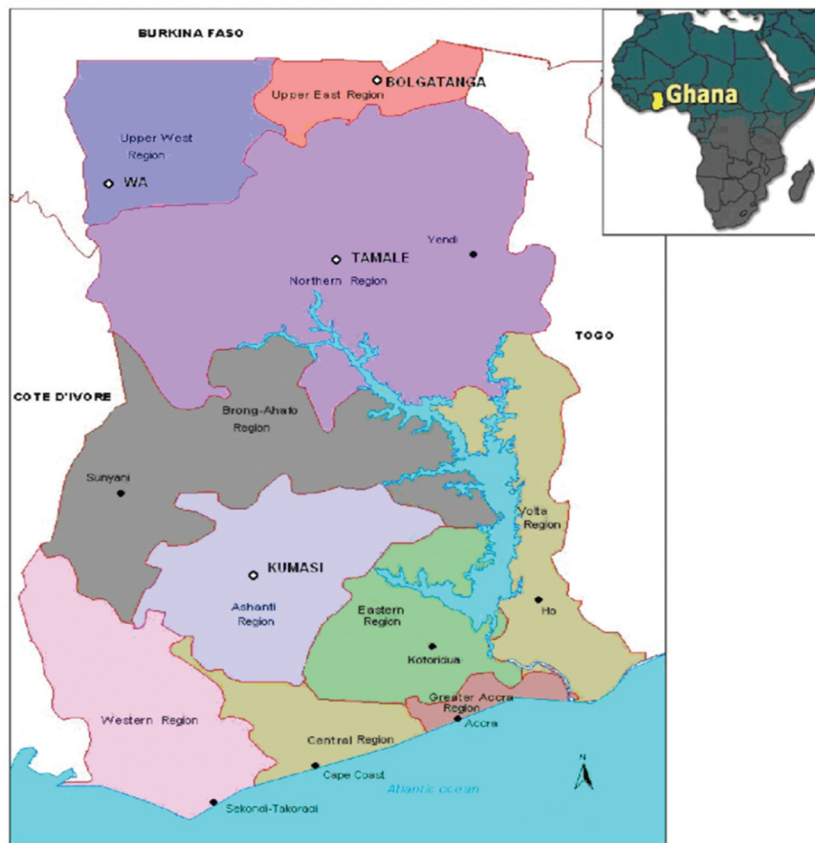 BURKINA FASO
Ghana
BOLGATANGA
Upper East Region
Upper West
Region
WA
Yendi
TAMALE
Northern Region
TOGO
COTE D'IVORE
Brong-Ahafo
Region
Sunyani
Volta
Region
KUMASI
Ashanti
Region
Eastern
Region
Ho
Kotoridua
Greater Accra
Region
Western Region
Accra
Central Region
N
Cape Coast
Atlantic ocean
Sekondi-Takoradi